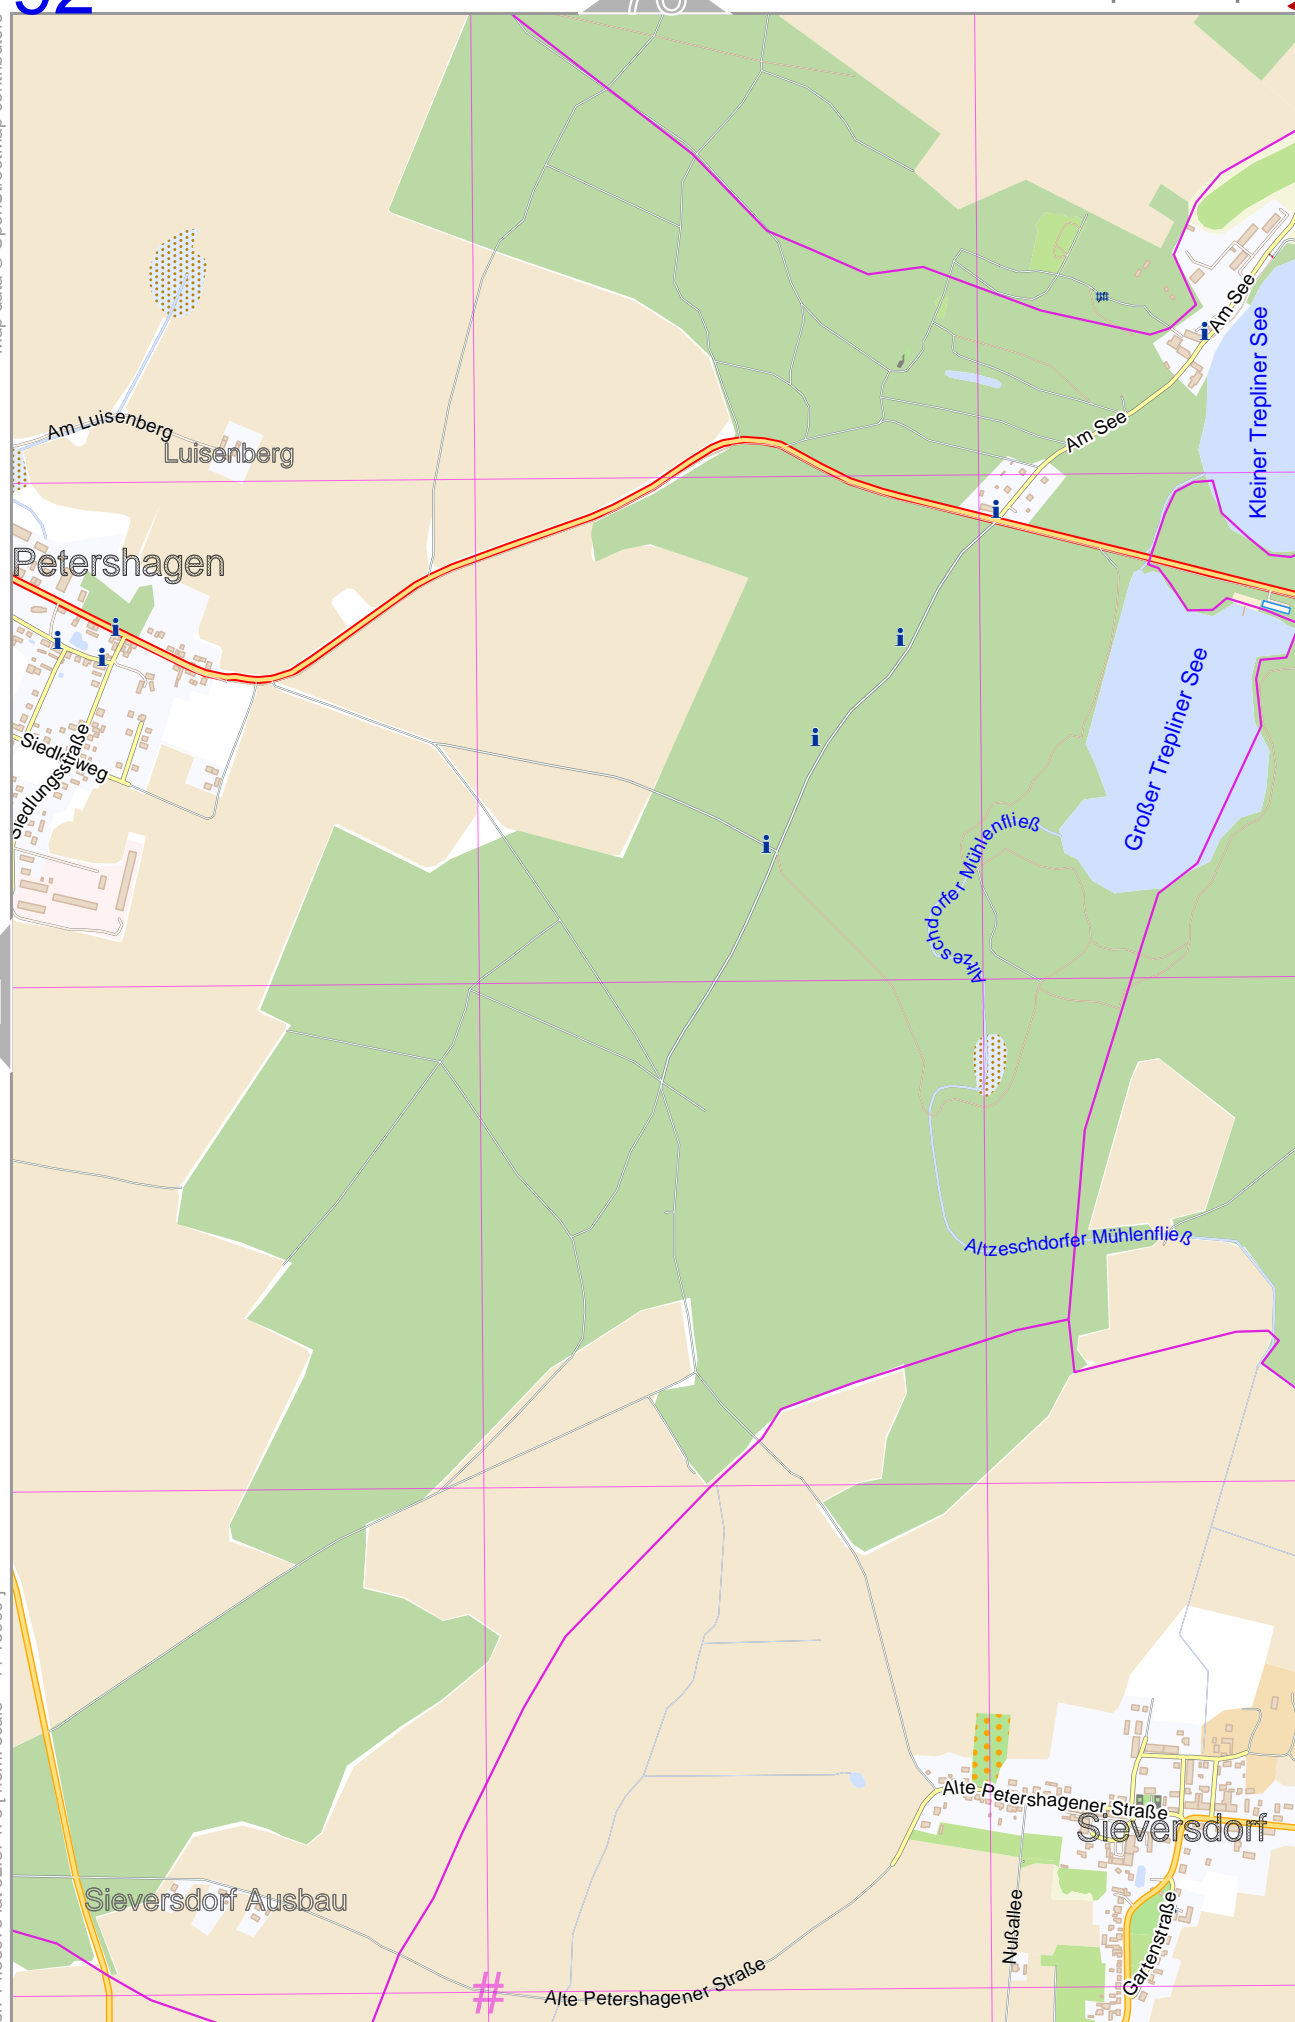 Am See
Kleiner Trepliner See
Am Luisenberg
Luisenberg
Am See
Petershagen
Großer Trepliner See
Siedlerweg
Siedlungsstraße
Altzeschdorfer Mühlenfließ
Altzeschdorfer Mühlenfließ
Alte Petershagener Straße
Sieversdorf
Sieversdorf Ausbau
Nußallee
Gartenstraße
Alte Petershagener Straße
#